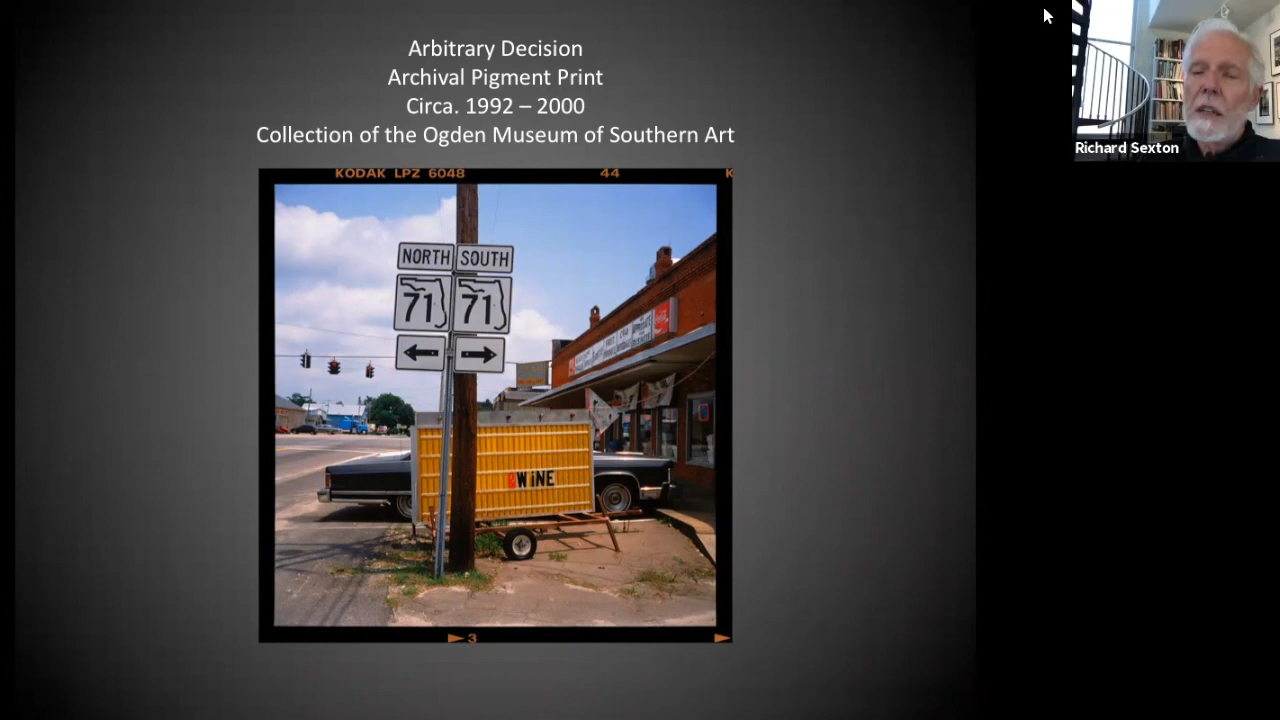 Arbitrary Decision
Archival Pigment Print
Circa. 1992 – 2000
Collection of the Ogden Museum of Southern Art
Richard Sexton
KODAK LPZ 6048
44
K
NORTH SOUTH
71 71
& WiNE
3